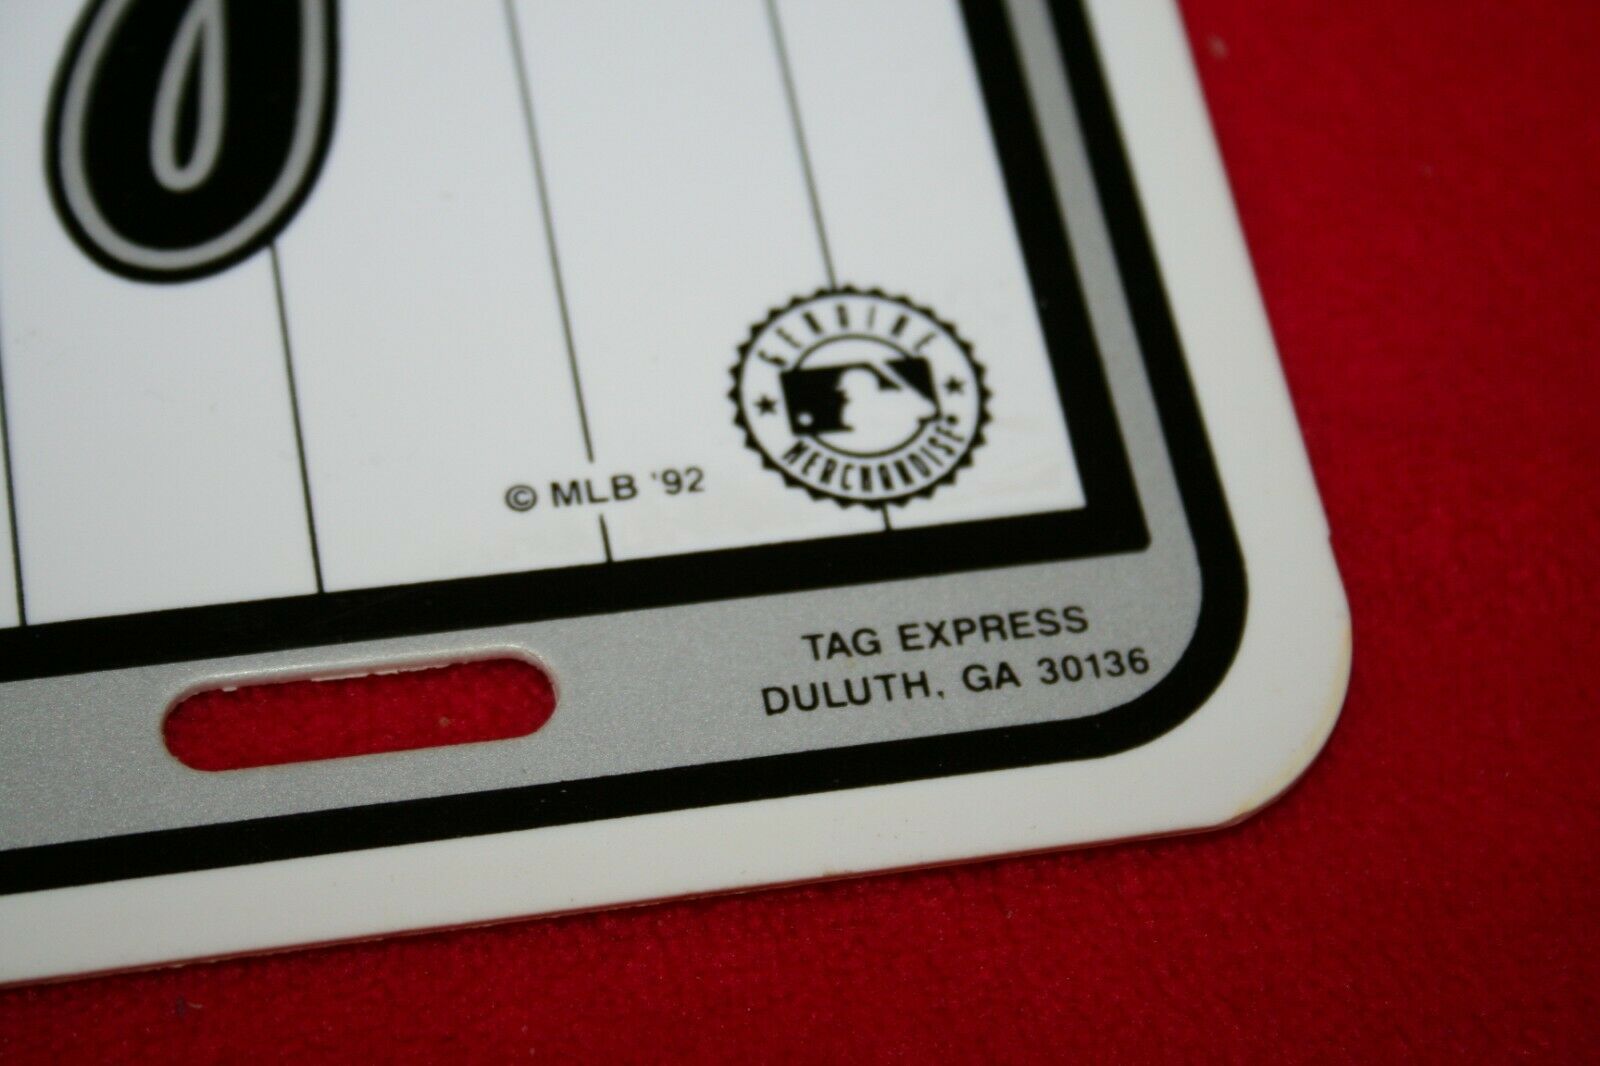 GENUINE
MERCHANDISE
© MLB '92
TAG EXPRESS
DULUTH, GA 30136